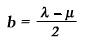 b = (λ − μ) / 2